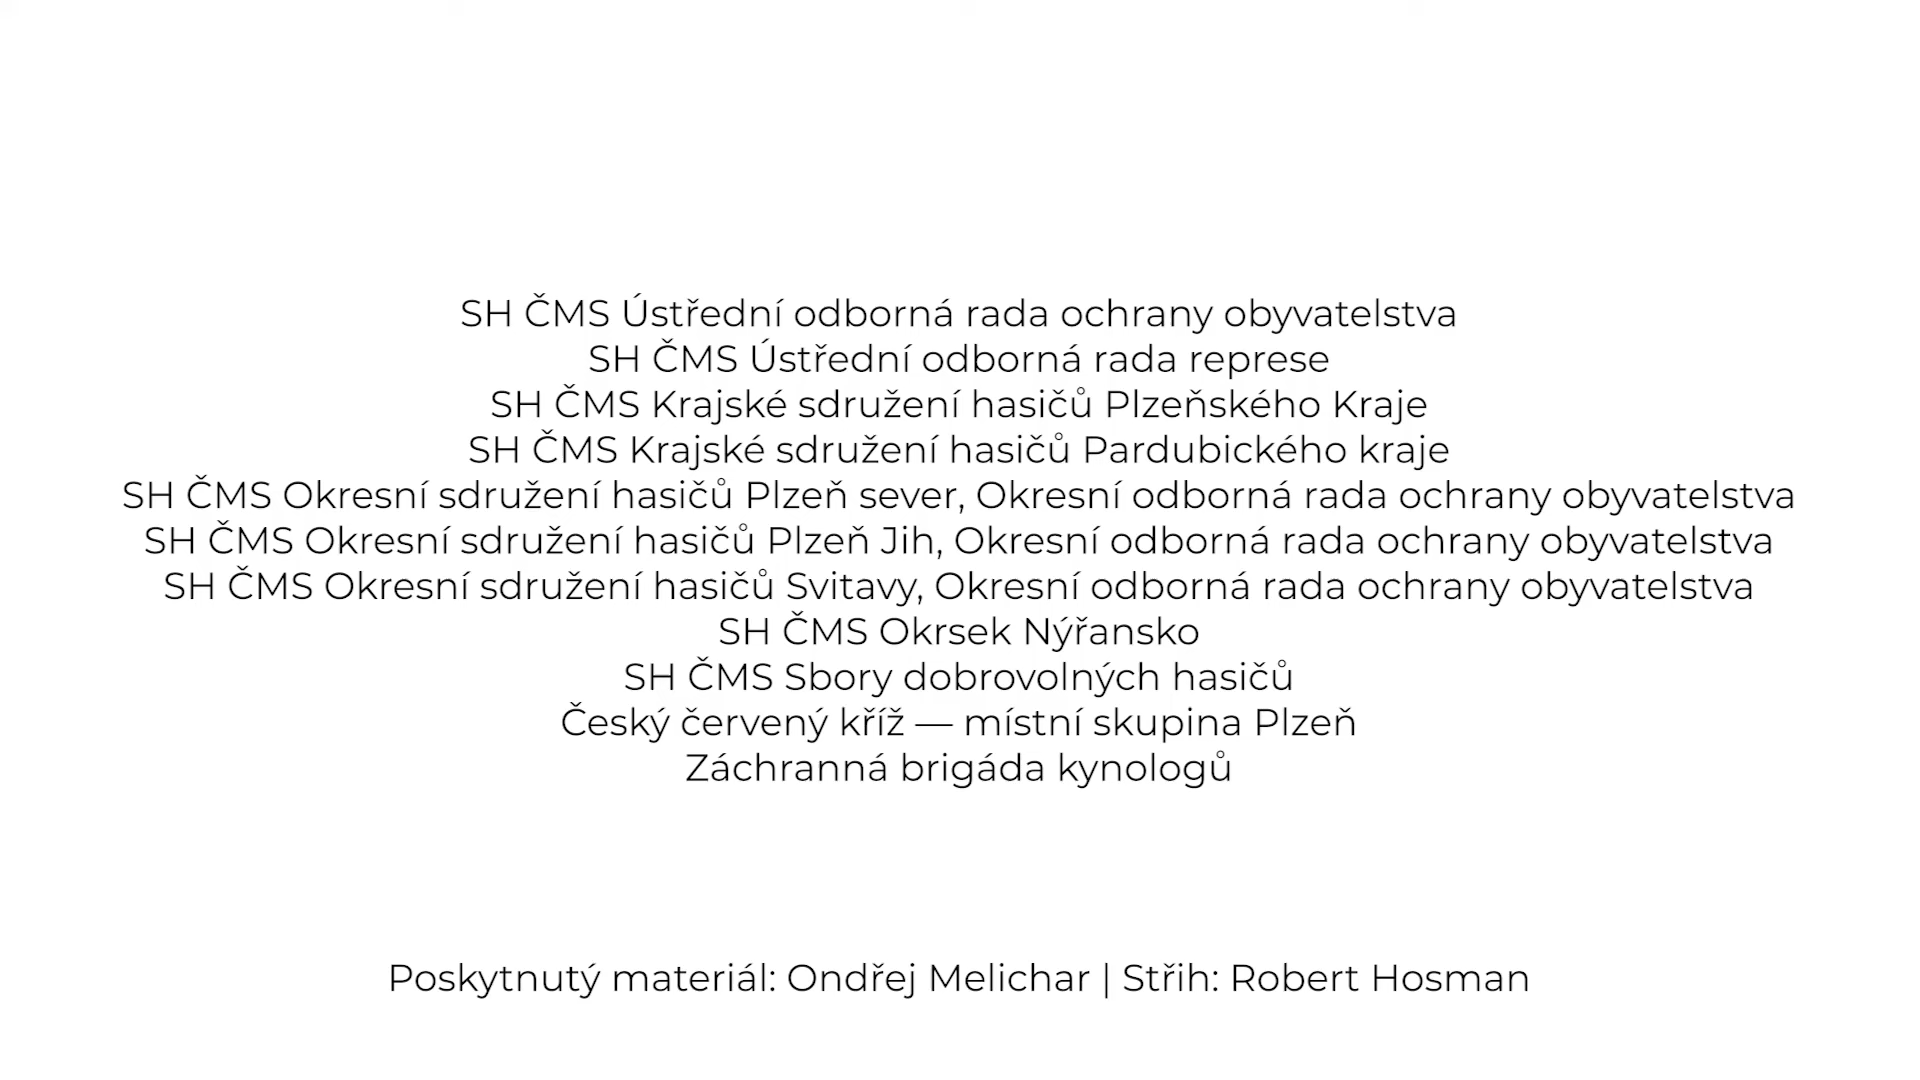 SH ČMS Ústřední odborná rada ochrany obyvatelstva
SH ČMS Ústřední odborná rada represe
SH ČMS Krajské sdružení hasičů Plzeňského Kraje
SH ČMS Krajské sdružení hasičů Pardubického kraje
SH ČMS Okresní sdružení hasičů Plzeň sever, Okresní odborná rada ochrany obyvatelstva
SH ČMS Okresní sdružení hasičů Plzeň Jih, Okresní odborná rada ochrany obyvatelstva
SH ČMS Okresní sdružení hasičů Svitavy, Okresní odborná rada ochrany obyvatelstva
SH ČMS Okrsek Nýřansko
SH ČMS Sbory dobrovolných hasičů
Český červený kříž — místní skupina Plzeň
Záchranná brigáda kynologů
Poskytnutý materiál: Ondřej Melichar | Střih: Robert Hosman